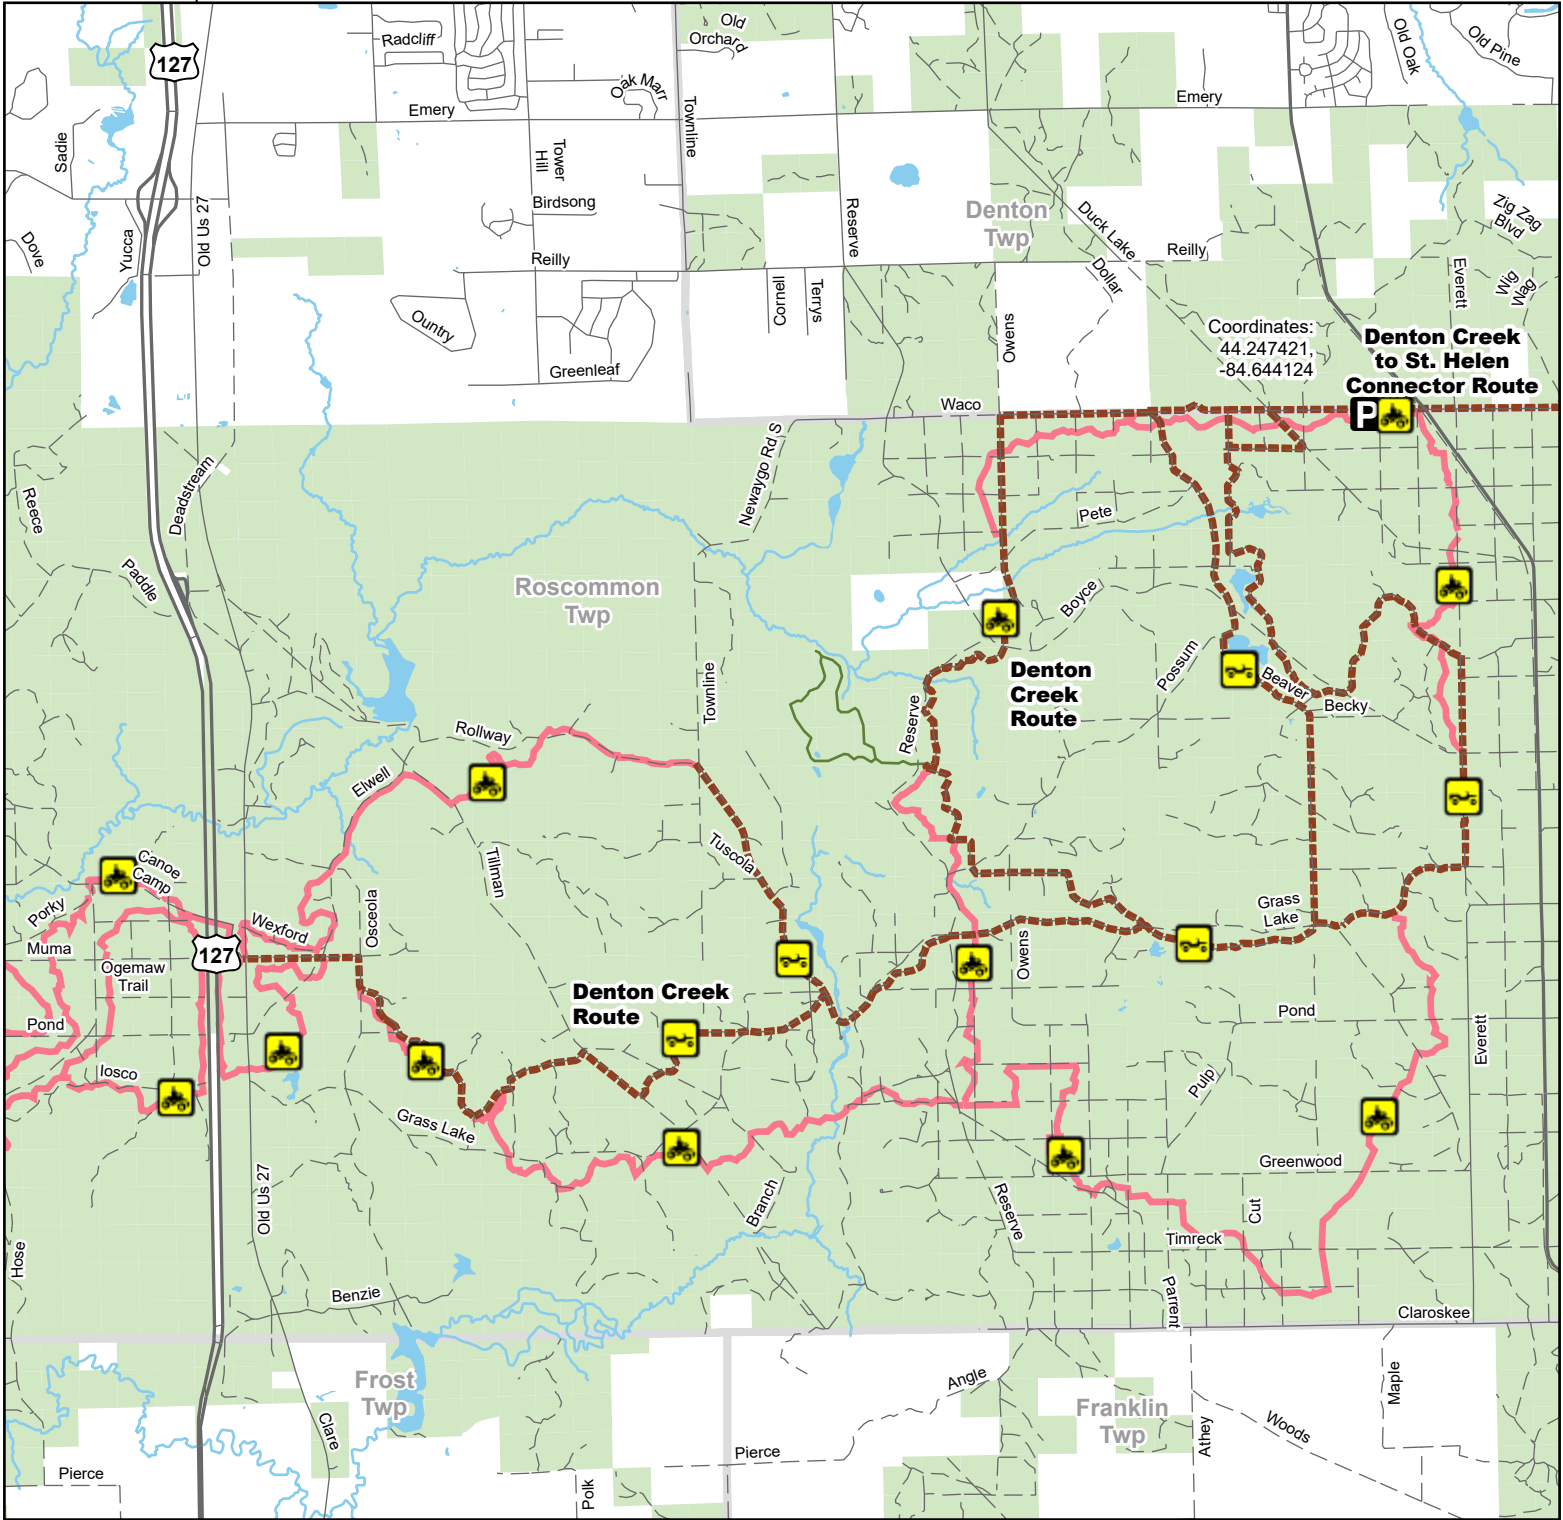 127
Radcliff
Old
Orchard
Old Oak
Old Pine
Oak Marr
Emery
Emery
Townline
Sadie
Tower
Hill
Birdsong
Dove
Yucca
Old Us 27
Reserve
Denton
Twp
Duck Lake
Zig Zag
Blvd
Reilly
Reilly
Dollar
Everett
Wig
Wag
Cornell
Terrys
Ountry
Greenleaf
Owens
Coordinates:
44.247421,
-84.644124
Denton Creek
to St. Helen
Connector Route
P
Waco
Newaygo Rd S
Deadstream
Reece
Pete
Paddle
Roscommon
Twp
Boyce
Possum
Denton
Creek
Route
Beaver
Becky
Townline
Reserve
Rollway
Elwell
Tuscola
Tillman
Canoe
Camp
Porky
Muma
Wexford
Osceola
127
Ogemaw
Trail
Grass
Lake
Owens
Denton Creek
Route
Pond
Pond
Everett
Iosco
Pulp
Grass Lake
Greenwood
Old Us 27
Branch
Reserve
Cut
Timreck
Hose
Benzie
Parrent
Claroskee
Frost
Twp
Angle
Maple
Franklin
Twp
Clare
Athey
Woods
Pierce
Pierce
Polk